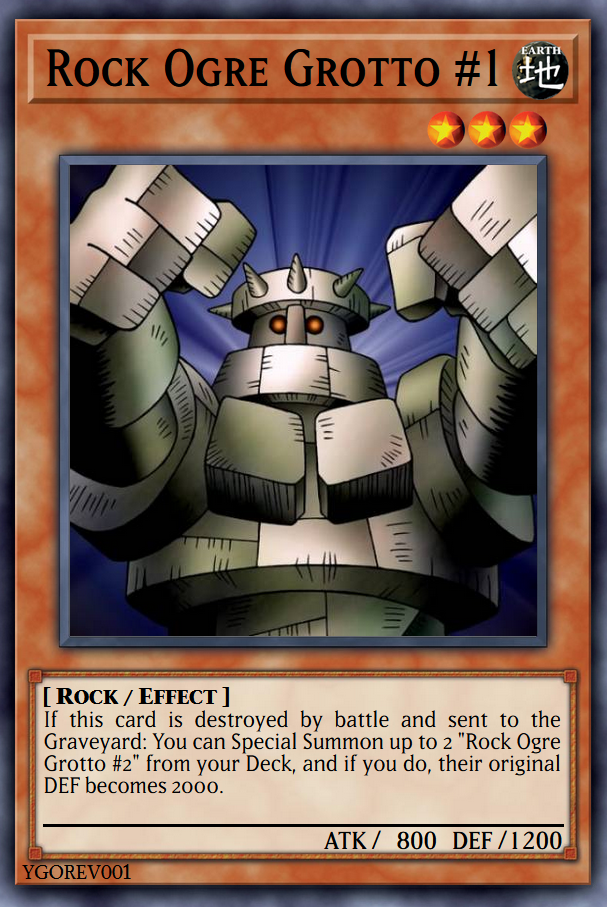 Rock Ogre Grotto #1
EARTH
地
[ Rock / Effect ]
If this card is destroyed by battle and sent to the
Graveyard: You can Special Summon up to 2 "Rock Ogre
Grotto #2" from your Deck, and if you do, their original
DEF becomes 2000.
ATK / 800 DEF /1200
YGOREV001